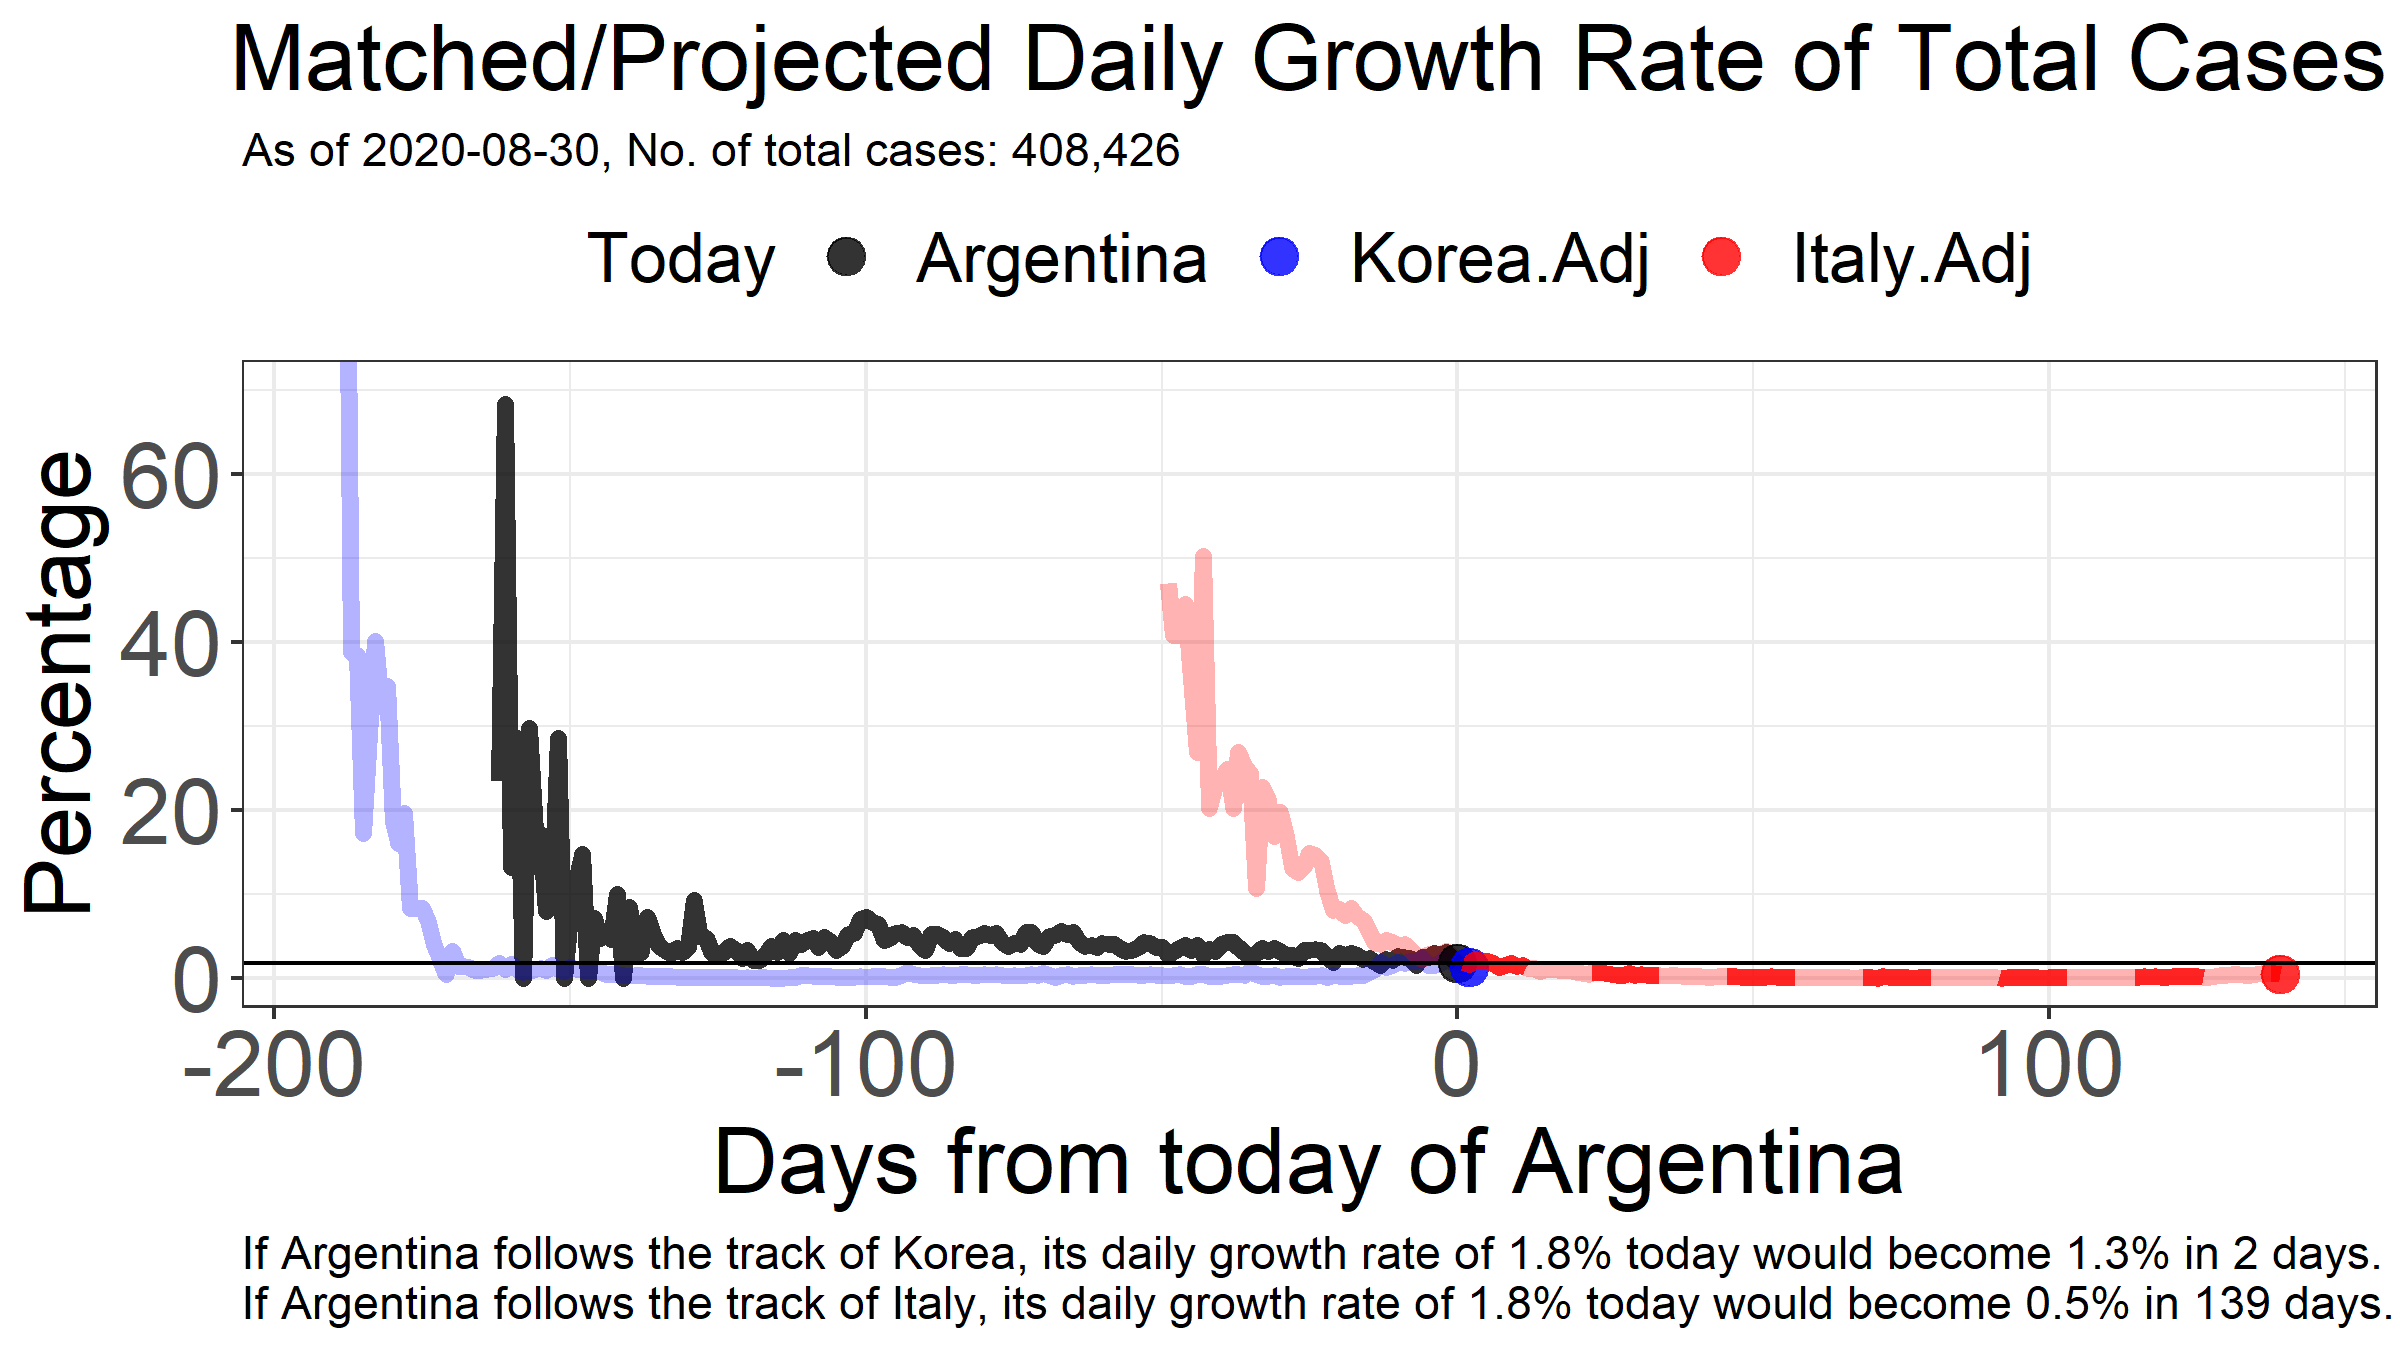 Matched/Projected Daily Growth Rate of Total Cases
As of 2020-08-30, No. of total cases: 408,426
Today Argentina Korea.Adj Italy.Adj
Percentage
60
40
20
0
-200 -100 0 100
Days from today of Argentina
If Argentina follows the track of Korea, its daily growth rate of 1.8% today would become 1.3% in 2 days.
If Argentina follows the track of Italy, its daily growth rate of 1.8% today would become 0.5% in 139 days.